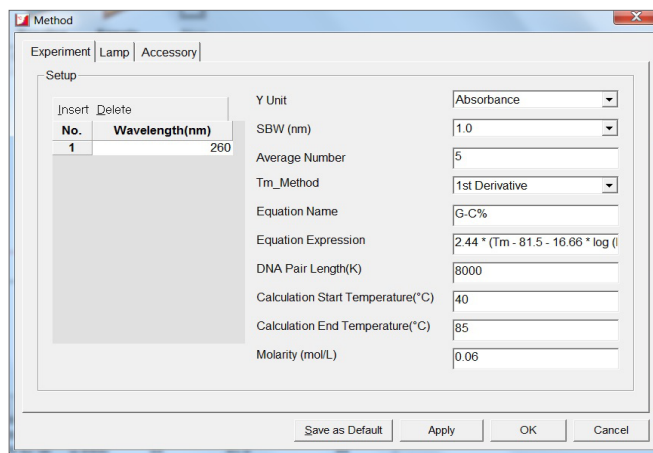 Method
Experiment Lamp Accessory
Setup
Insert Delete
No. Wavelength(nm)
1 260
Y Unit Absorbance
SBW (nm) 1.0
Average Number 5
Tm_Method 1st Derivative
Equation Name G-C%
Equation Expression 2.44 * (Tm - 81.5 - 16.66 * log (
DNA Pair Length(K) 8000
Calculation Start Temperature(°C) 40
Calculation End Temperature(°C) 85
Molarity (mol/L) 0.06
Save as Default Apply OK Cancel